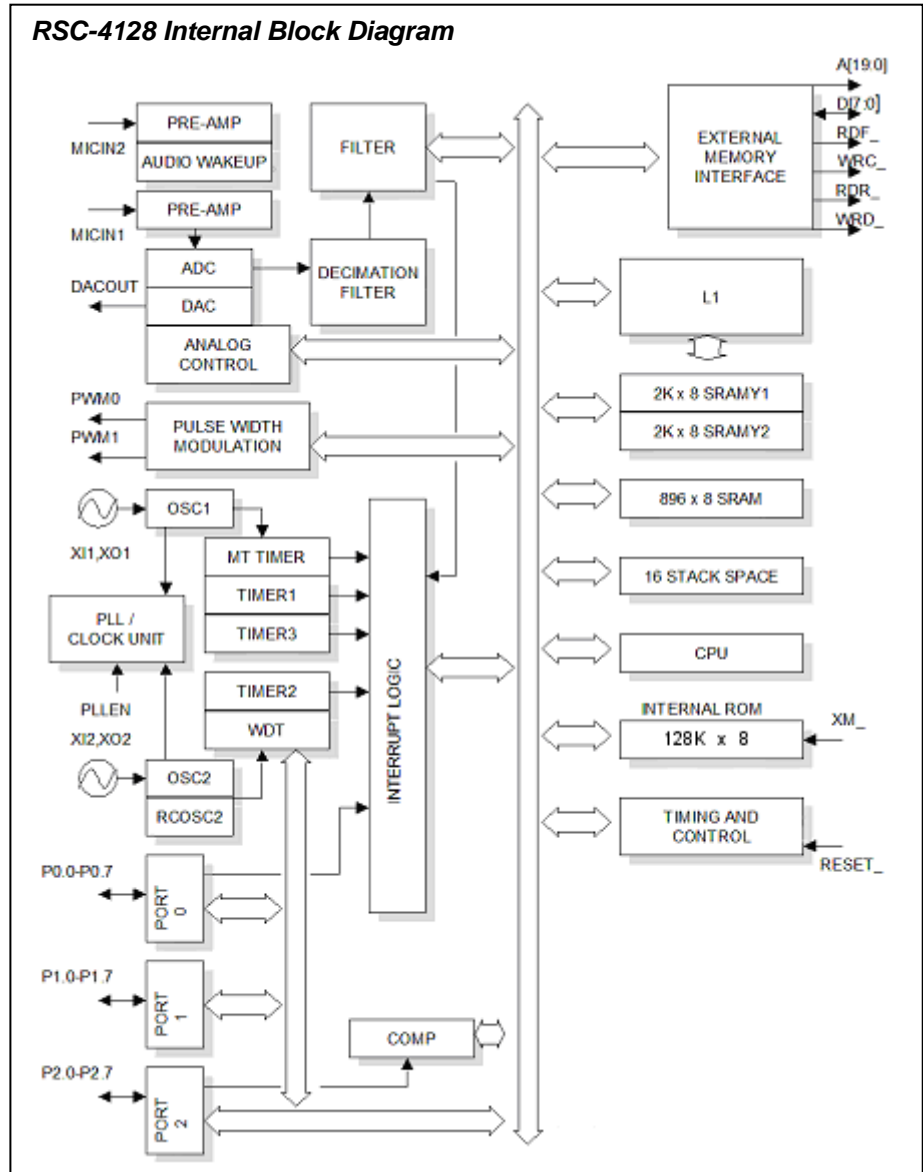 RSC-4128 Internal Block Diagram
A[19:0]
D[7:0]
RDF_
WRC_
RDR_
WRD_
EXTERNAL
MEMORY
INTERFACE
PRE-AMP
MICIN2
AUDIO WAKEUP
FILTER
PRE-AMP
MICIN1
ADC
DACOUT
DAC
DECIMATION
FILTER
ANALOG
CONTROL
L1
PWM0
PWM1
PULSE WIDTH
MODULATION
2K x 8 SRAMY1
2K x 8 SRAMY2
OSC1
XI1,XO1
896 x 8 SRAM
MT TIMER
TIMER1
TIMER3
16 STACK SPACE
PLL /
CLOCK UNIT
CPU
PLLEN
TIMER2
WDT
INTERRUPT LOGIC
INTERNAL ROM
128K x 8
XM_
XI2,XO2
OSC2
RCOSC2
TIMING AND
CONTROL
RESET_
P0.0-P0.7
PORT
0
P1.0-P1.7
PORT
1
COMP
P2.0-P2.7
PORT
2